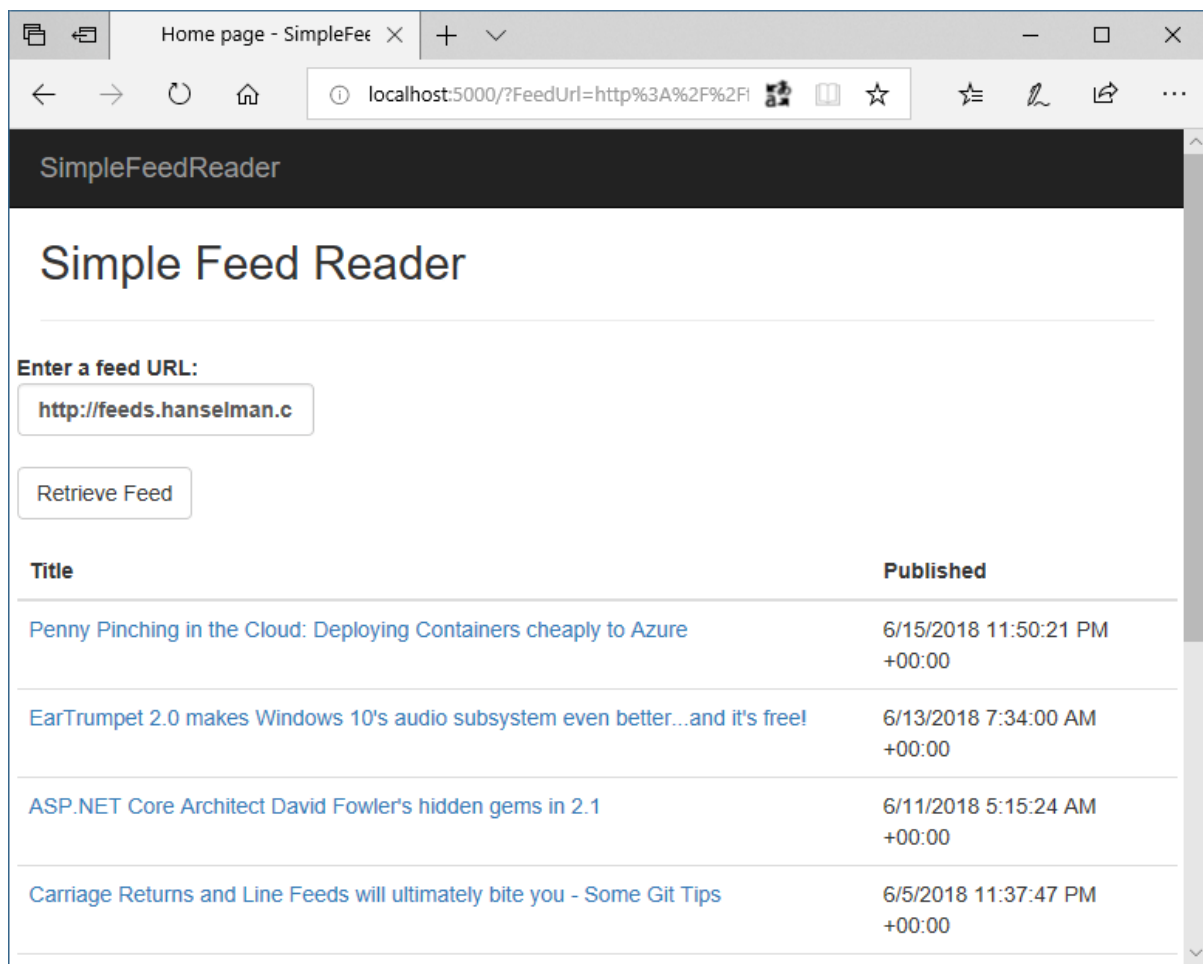 Home page - SimpleFee
localhost:5000/?FeedUrl=http%3A%2F%2Ff
SimpleFeedReader
Simple Feed Reader
Enter a feed URL:
http://feeds.hanselman.c
Retrieve Feed
Title Published
Penny Pinching in the Cloud: Deploying Containers cheaply to Azure 6/15/2018 11:50:21 PM
+00:00
EarTrumpet 2.0 makes Windows 10's audio subsystem even better...and it's free! 6/13/2018 7:34:00 AM
+00:00
ASP.NET Core Architect David Fowler's hidden gems in 2.1 6/11/2018 5:15:24 AM
+00:00
Carriage Returns and Line Feeds will ultimately bite you - Some Git Tips 6/5/2018 11:37:47 PM
+00:00